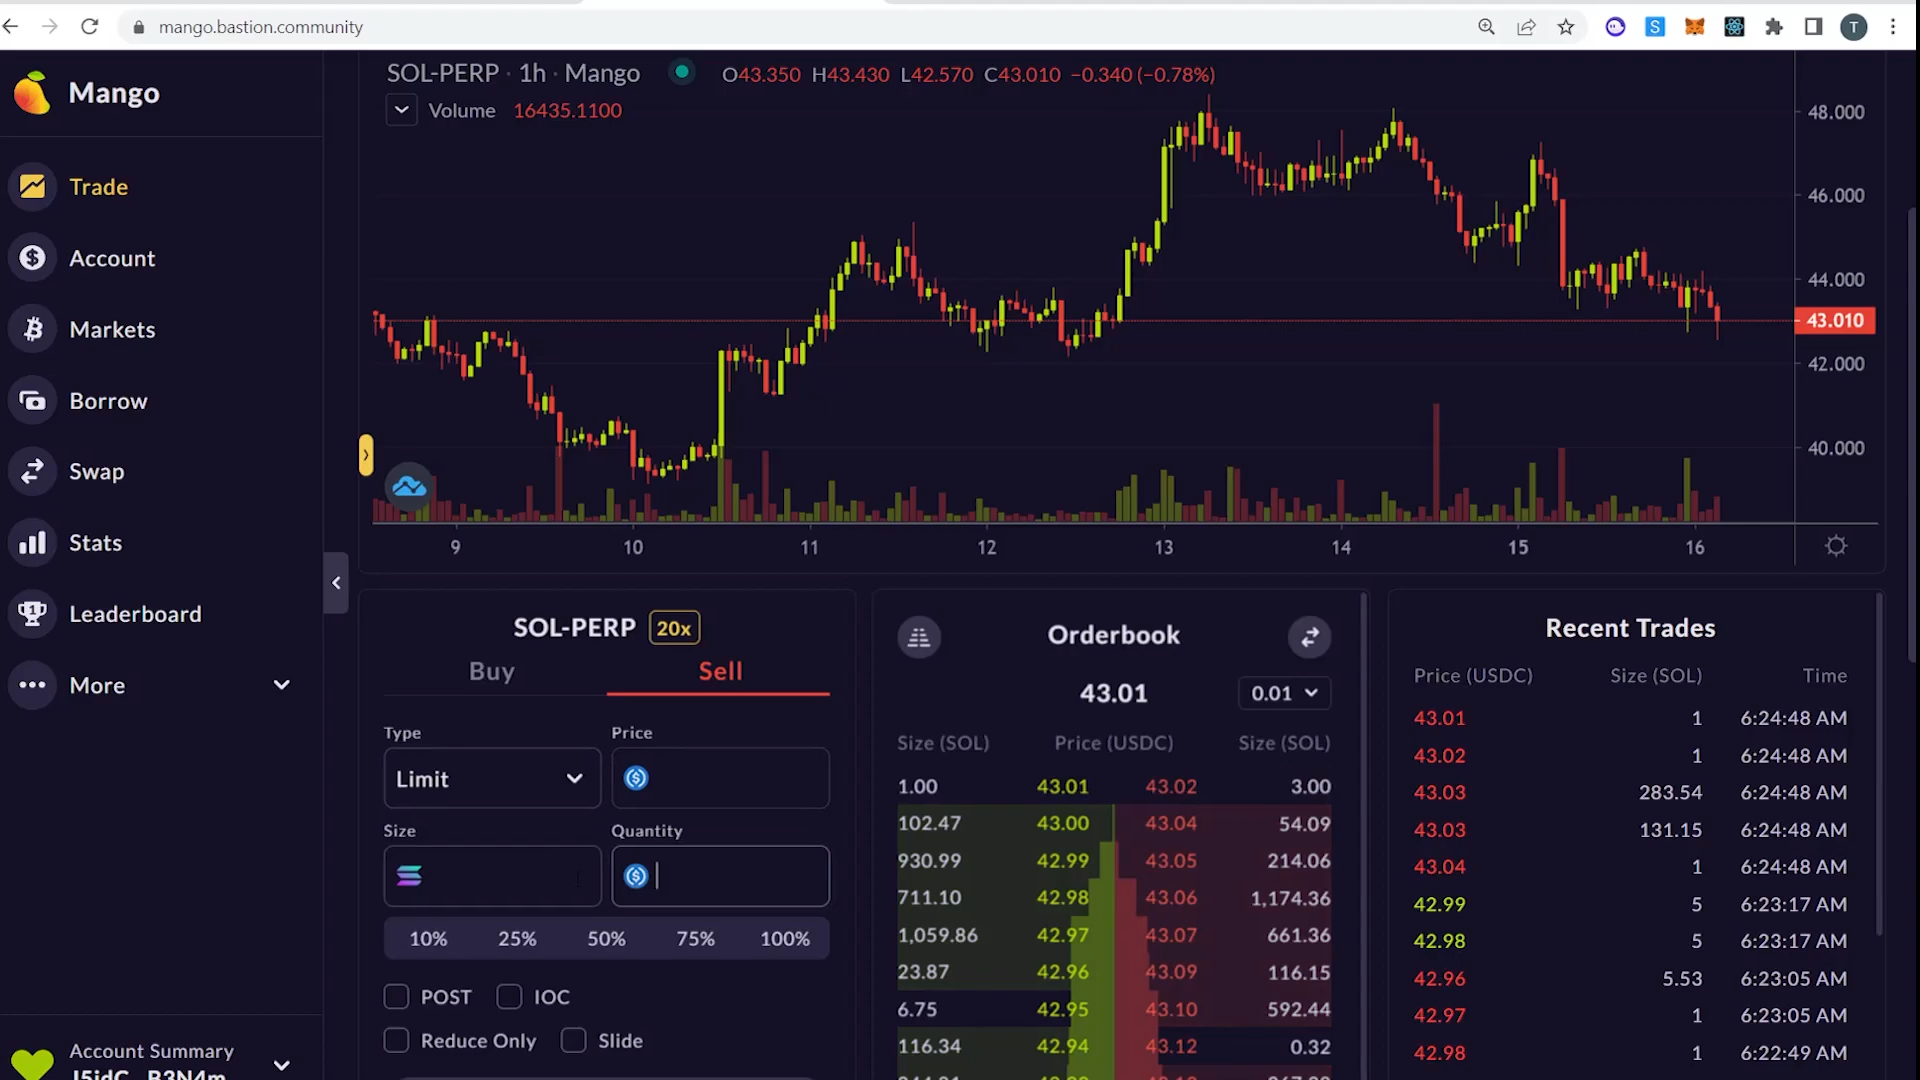 mango.bastion.community
S
T
Mango
Trade
Account
Markets
Borrow
Swap
Stats
Leaderboard
More
Account Summary
SOL-PERP · 1h · Mango O43.350 H43.430 L42.570 C43.010 −0.340 (−0.78%)
Volume 16435.1100
48.000
46.000
44.000
43.010
42.000
40.000
9 10 11 12 13 14 15 16
SOL-PERP 20x
Buy Sell
Type Price
Limit
Size Quantity
10% 25% 50% 75% 100%
POST IOC
Reduce Only Slide
Orderbook
43.01 0.01
Size (SOL) Price (USDC) Size (SOL)
1.00 43.01 43.02 3.00
102.47 43.00 43.04 54.09
930.99 42.99 43.05 214.06
711.10 42.98 43.06 1,174.36
1,059.86 42.97 43.07 661.36
23.87 42.96 43.09 116.15
6.75 42.95 43.10 592.44
116.34 42.94 43.12 0.32
Recent Trades
Price (USDC) Size (SOL) Time
43.01 1 6:24:48 AM
43.02 1 6:24:48 AM
43.03 283.54 6:24:48 AM
43.03 131.15 6:24:48 AM
43.04 1 6:24:48 AM
42.99 5 6:23:17 AM
42.98 5 6:23:17 AM
42.96 5.53 6:23:05 AM
42.97 1 6:23:05 AM
42.98 1 6:22:49 AM